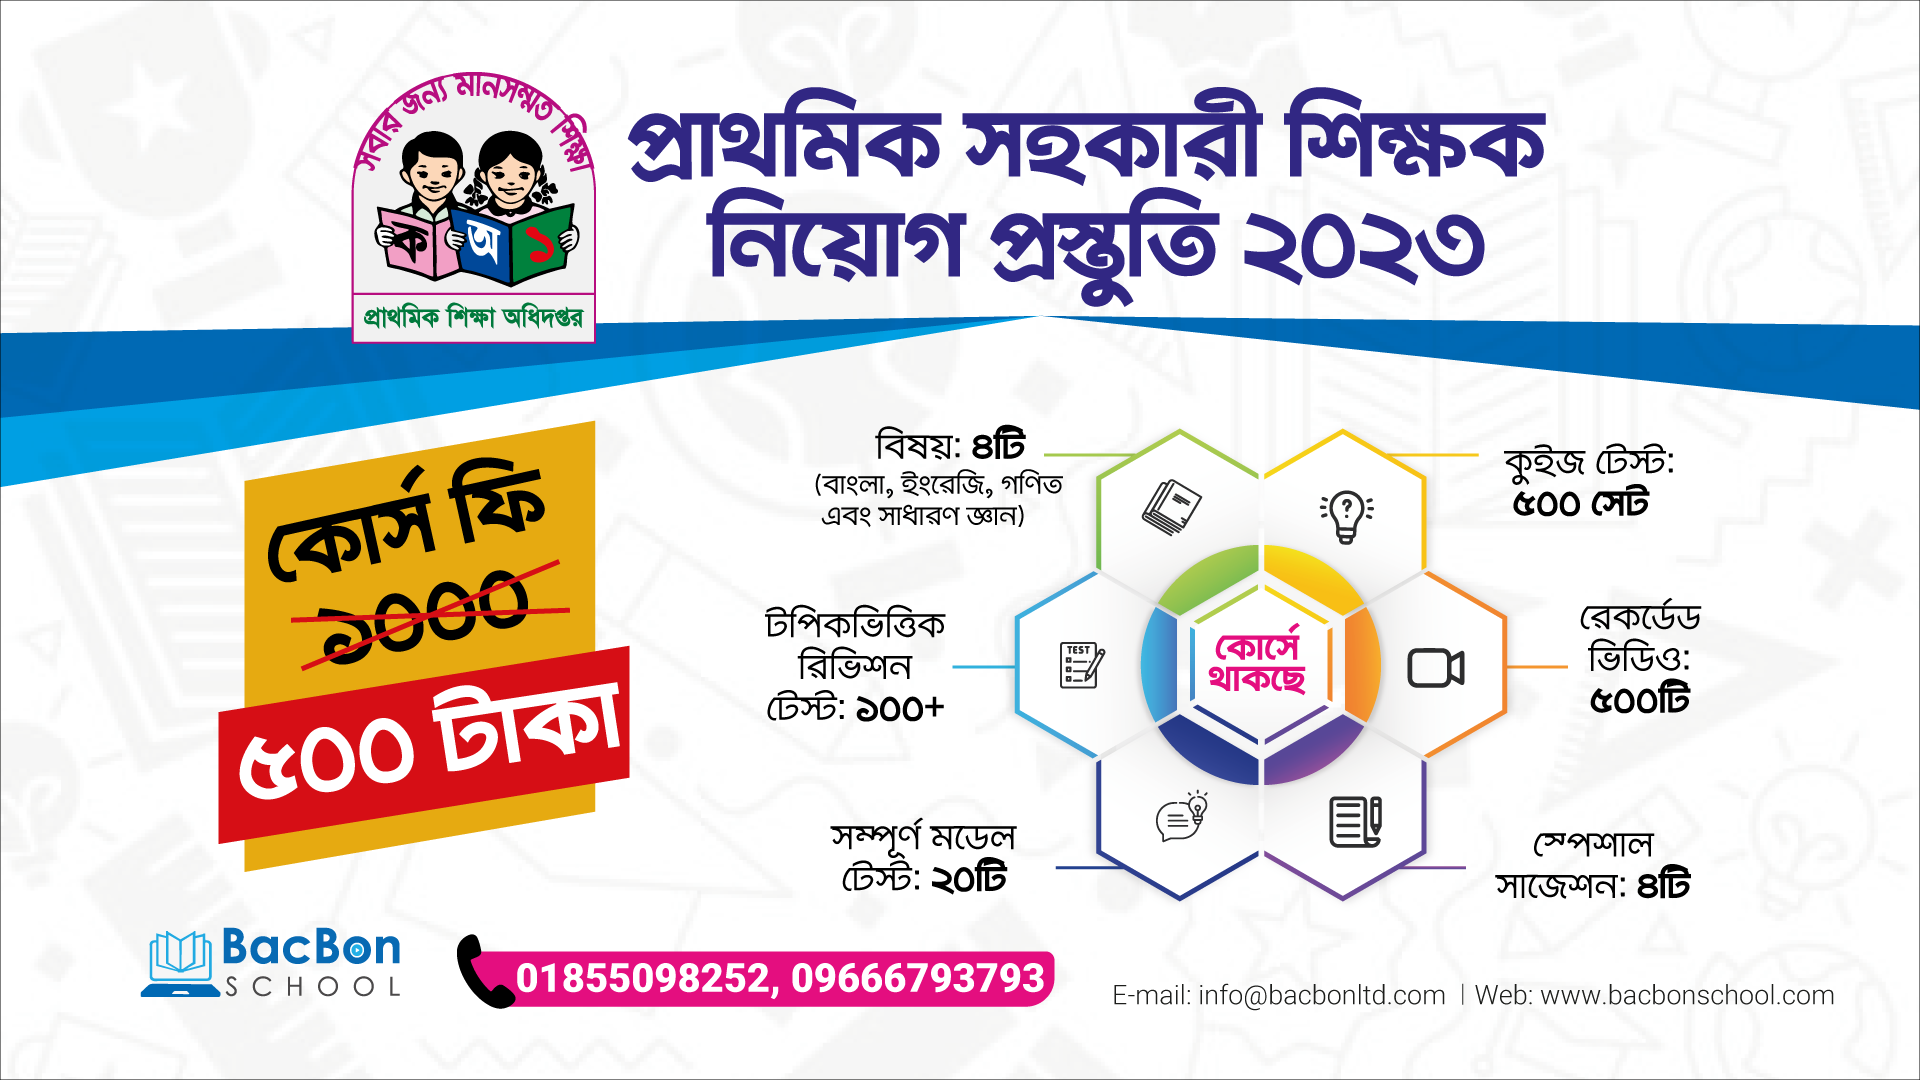 সবার জন্য মানসম্মত শিক্ষা
ক অ ১
প্রাথমিক শিক্ষা অধিদপ্তর
প্রাথমিক সহকারী শিক্ষক
নিয়োগ প্রস্তুতি ২০২৩
কোর্স ফি
১০০০
৫০০ টাকা
বিষয়: ৪টি
(বাংলা, ইংরেজি, গণিত
এবং সাধারণ জ্ঞান)
টপিকভিত্তিক
রিভিশন
টেস্ট: ১০০+
সম্পূর্ণ মডেল
টেস্ট: ২০টি
TEST
?
কোর্সে
থাকছে
কুইজ টেস্ট:
৫০০ সেট
রেকর্ডেড
ভিডিও:
৫০০টি
স্পেশাল
সাজেশন: ৪টি
BacBon
SCHOOL
01855098252, 09666793793
E-mail: info@bacbonltd.com | Web: www.bacbonschool.com